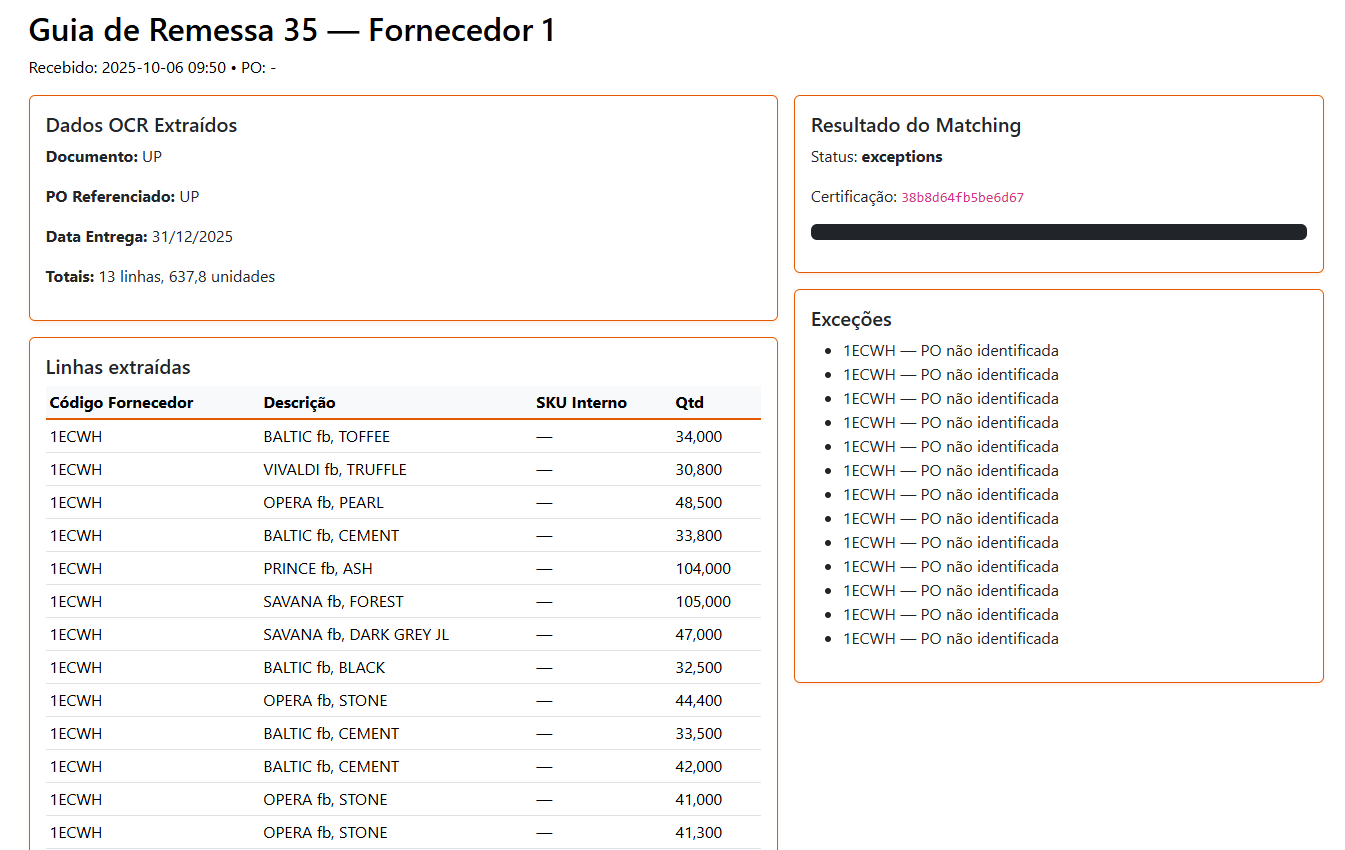 Guia de Remessa 35 — Fornecedor 1
Recebido: 2025-10-06 09:50 • PO: -
Dados OCR Extraídos
Documento: UP
PO Referenciado: UP
Data Entrega: 31/12/2025
Totais: 13 linhas, 637,8 unidades
Linhas extraídas
Código Fornecedor Descrição SKU Interno Qtd
1ECWH BALTIC fb, TOFFEE — 34,000
1ECWH VIVALDI fb, TRUFFLE — 30,800
1ECWH OPERA fb, PEARL — 48,500
1ECWH BALTIC fb, CEMENT — 33,800
1ECWH PRINCE fb, ASH — 104,000
1ECWH SAVANA fb, FOREST — 105,000
1ECWH SAVANA fb, DARK GREY JL — 47,000
1ECWH BALTIC fb, BLACK — 32,500
1ECWH OPERA fb, STONE — 44,400
1ECWH BALTIC fb, CEMENT — 33,500
1ECWH BALTIC fb, CEMENT — 42,000
1ECWH OPERA fb, STONE — 41,000
1ECWH OPERA fb, STONE — 41,300
Resultado do Matching
Status: exceptions
Certificação: 38b8d64fb5be6d67
Exceções
• 1ECWH — PO não identificada
• 1ECWH — PO não identificada
• 1ECWH — PO não identificada
• 1ECWH — PO não identificada
• 1ECWH — PO não identificada
• 1ECWH — PO não identificada
• 1ECWH — PO não identificada
• 1ECWH — PO não identificada
• 1ECWH — PO não identificada
• 1ECWH — PO não identificada
• 1ECWH — PO não identificada
• 1ECWH — PO não identificada
• 1ECWH — PO não identificada